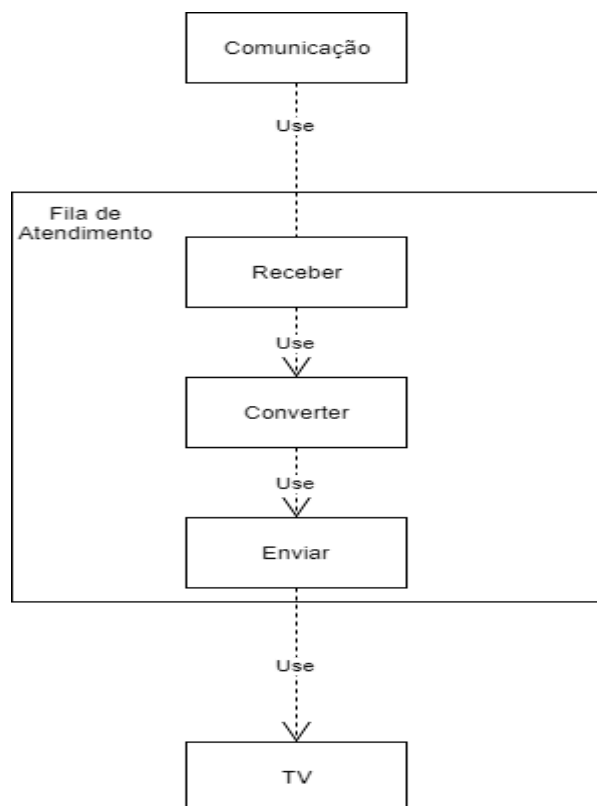 Comunicação
Use
Fila de
Atendimento
Receber
Use
Converter
Use
Enviar
Use
TV